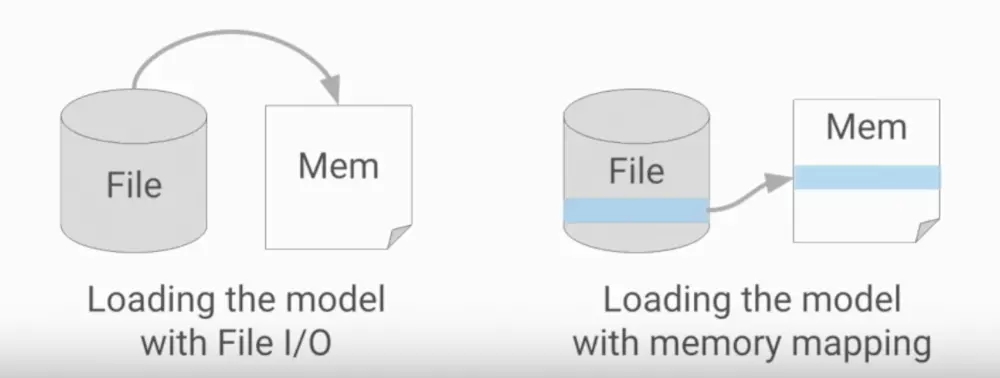 File
Mem
Loading the model
with File I/O
File
Mem
Loading the model
with memory mapping